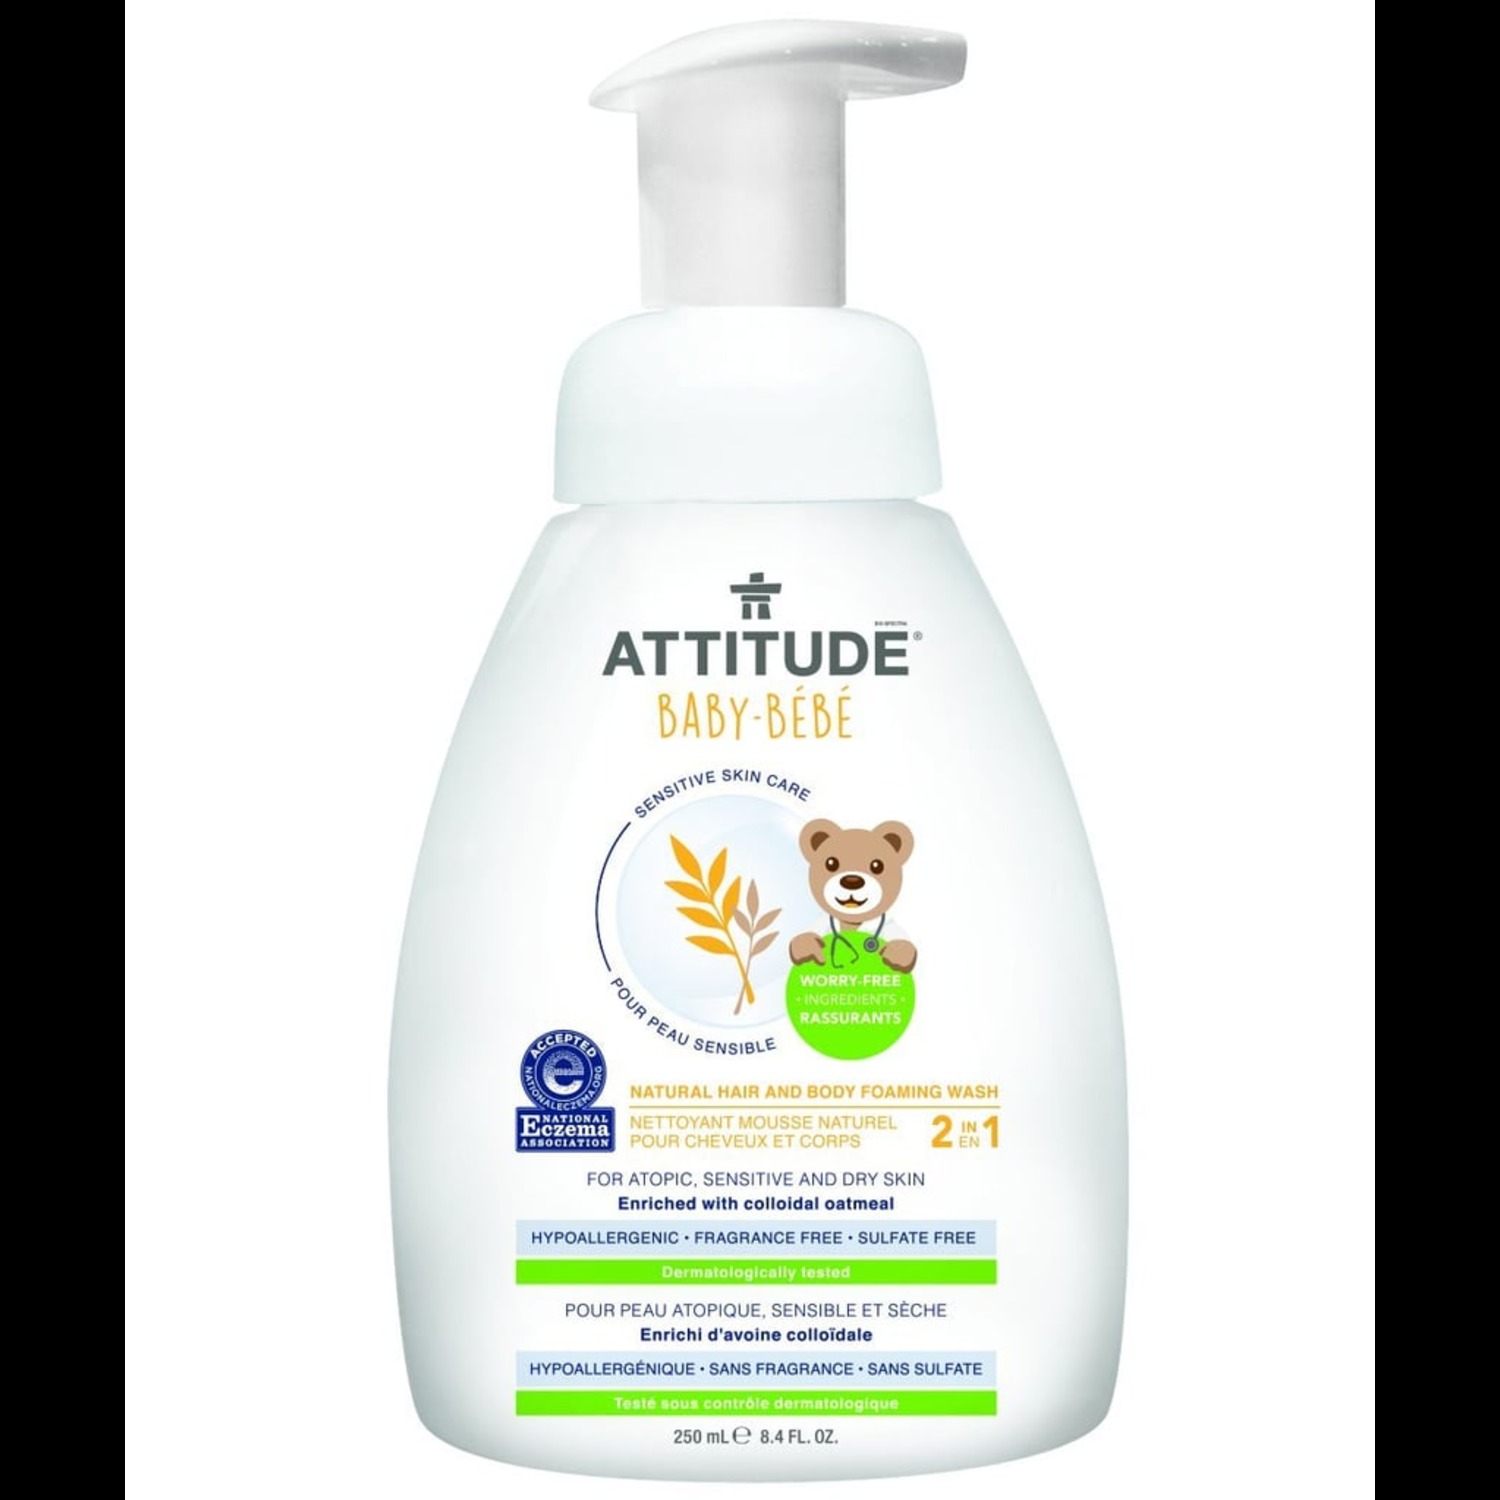 BIO SPECTRA
ATTITUDE®
BABY-BÉBÉ
SENSITIVE SKIN CARE
POUR PEAU SENSIBLE
WORRY-FREE
• INGREDIENTS •
RASSURANTS
ACCEPTED
NATIONALECZEMA.ORG
e
NATIONAL
Eczema
ASSOCIATION
NATURAL HAIR AND BODY FOAMING WASH
NETTOYANT MOUSSE NATUREL
POUR CHEVEUX ET CORPS
2 IN EN 1
FOR ATOPIC, SENSITIVE AND DRY SKIN
Enriched with colloidal oatmeal
HYPOALLERGENIC • FRAGRANCE FREE • SULFATE FREE
Dermatologically tested
POUR PEAU ATOPIQUE, SENSIBLE ET SÈCHE
Enrichi d'avoine colloïdale
HYPOALLERGÉNIQUE • SANS FRAGRANCE • SANS SULFATE
Testé sous contrôle dermatologique
250 mL ℮ 8.4 FL. OZ.